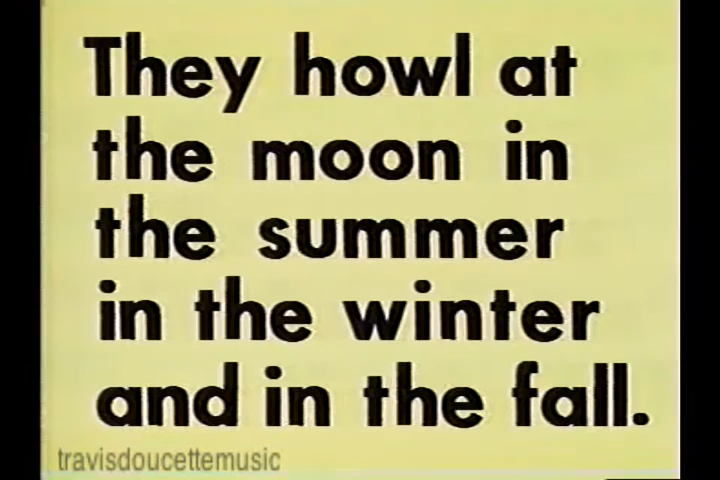 They howl at
the moon in
the summer
in the winter
and in the fall.
travisdoucettemusic